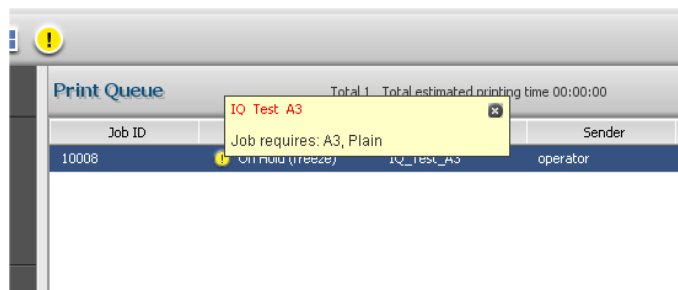 Print Queue
Total 1 Total estimated printing time 00:00:00
IQ Test A3
Job requires: A3, Plain
Job ID
Sender
10008
On Hold (freeze)
IQ_Test_A3
operator